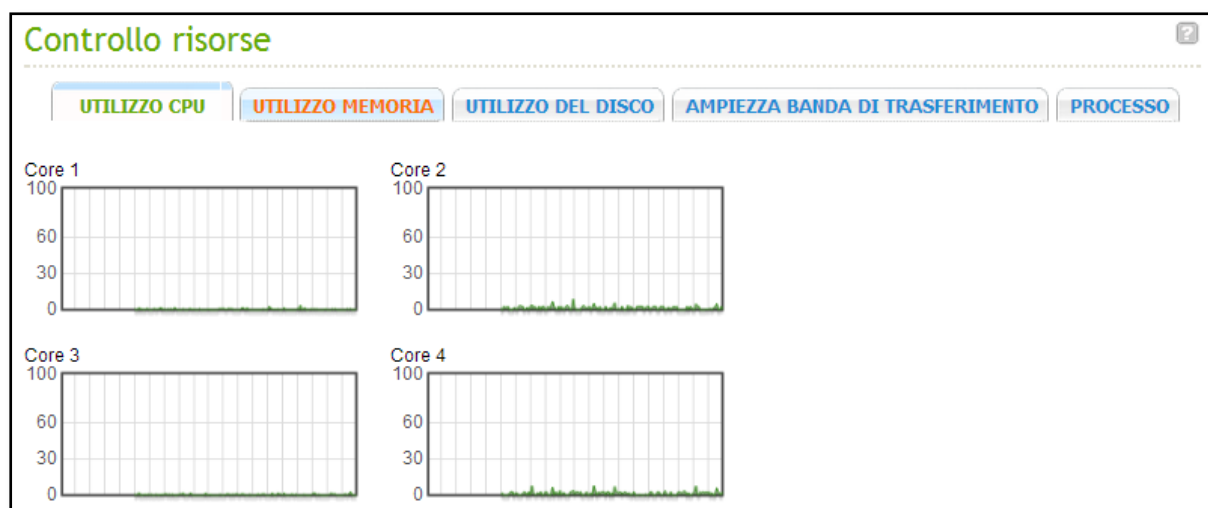 Controllo risorse ?
UTILIZZO CPU UTILIZZO MEMORIA UTILIZZO DEL DISCO AMPIEZZA BANDA DI TRASFERIMENTO PROCESSO
Core 1 Core 2
100 100
60 60
30 30
0 0
Core 3 Core 4
100 100
60 60
30 30
0 0